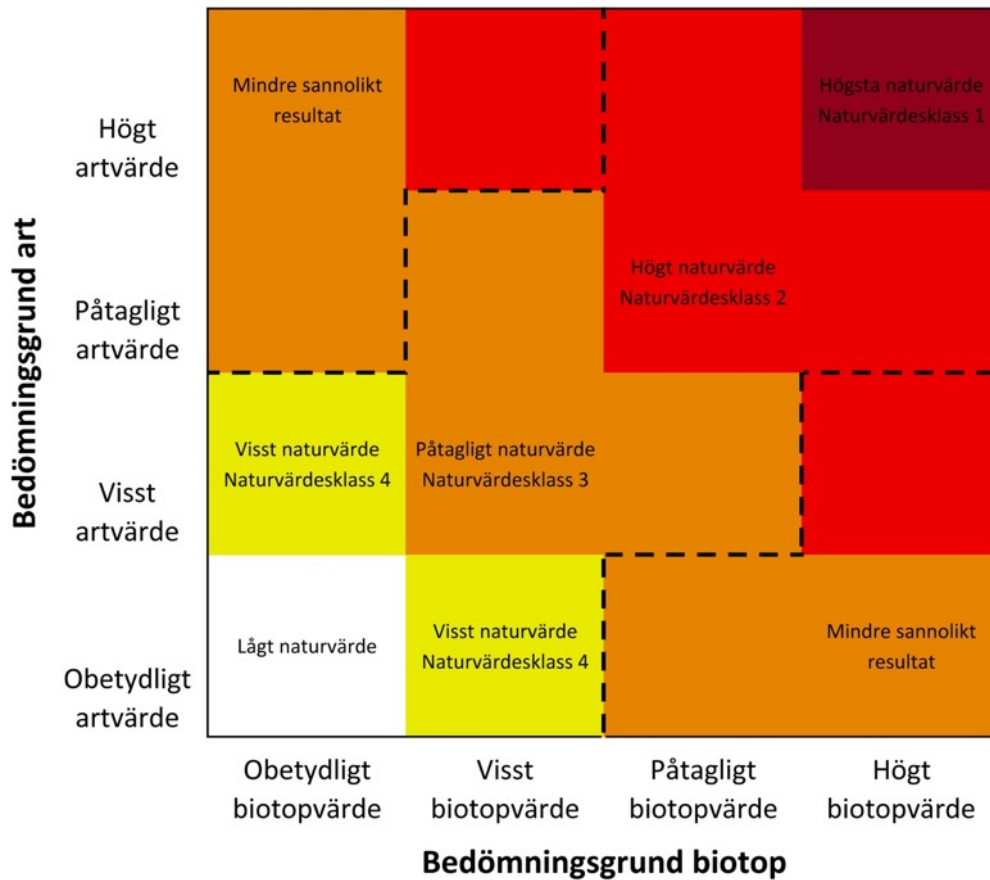 Mindre sannolikt
resultat
Högsta naturvärde
Naturvärdesklass 1
Högt
artvärde
Bedömningsgrund art
Högt naturvärde
Naturvärdesklass 2
Påtagligt
artvärde
Visst naturvärde
Naturvärdesklass 4
Påtagligt naturvärde
Naturvärdesklass 3
Visst
artvärde
Lågt naturvärde
Visst naturvärde
Naturvärdesklass 4
Mindre sannolikt
resultat
Obetydligt
artvärde
Obetydligt
biotopvärde
Visst
biotopvärde
Påtagligt
biotopvärde
Högt
biotopvärde
Bedömningsgrund biotop